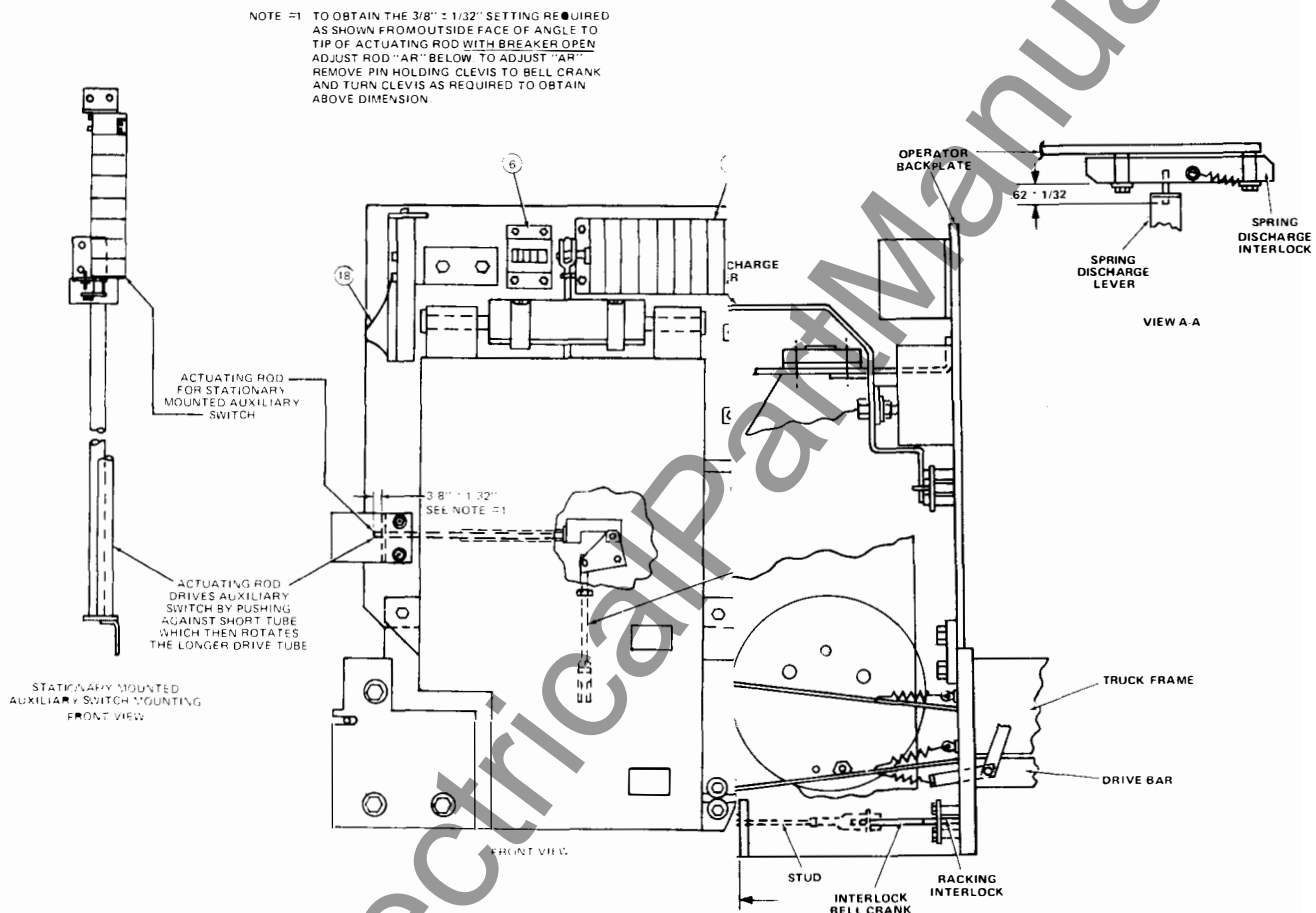 NOTE =1 TO OBTAIN THE 3/8" ± 1/32" SETTING REQUIRED
AS SHOWN FROMOUTSIDE FACE OF ANGLE TO
TIP OF ACTUATING ROD WITH BREAKER OPEN
ADJUST ROD "AR" BELOW. TO ADJUST "AR"
REMOVE PIN HOLDING CLEVIS TO BELL CRANK
AND TURN CLEVIS AS REQUIRED TO OBTAIN
ABOVE DIMENSION.
6
18
CHARGE
R
OPERATOR
BACKPLATE
.62 ± 1/32
SPRING
DISCHARGE
LEVER
SPRING
DISCHARGE
INTERLOCK
VIEW A-A
ACTUATING ROD
FOR STATIONARY
MOUNTED AUXILIARY
SWITCH
3/8" ± 1/32"
SEE NOTE =1
ACTUATING ROD
DRIVES AUXILIARY
SWITCH BY PUSHING
AGAINST SHORT TUBE
WHICH THEN ROTATES
THE LONGER DRIVE TUBE
STATIONARY MOUNTED
AUXILIARY SWITCH MOUNTING
FRONT VIEW
TRUCK FRAME
DRIVE BAR
FRONT VIEW
STUD
INTERLOCK
BELL CRANK
RACKING
INTERLOCK
ectricalPartManua